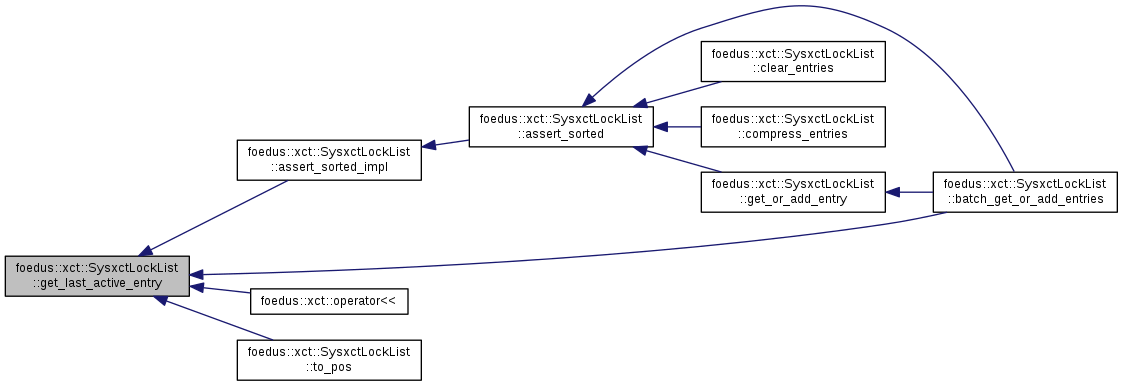 foedus::xct::SysxctLockList
::clear_entries
foedus::xct::SysxctLockList
::assert_sorted
foedus::xct::SysxctLockList
::compress_entries
foedus::xct::SysxctLockList
::assert_sorted_impl
foedus::xct::SysxctLockList
::get_or_add_entry
foedus::xct::SysxctLockList
::batch_get_or_add_entries
foedus::xct::SysxctLockList
::get_last_active_entry
foedus::xct::operator<<
foedus::xct::SysxctLockList
::to_pos